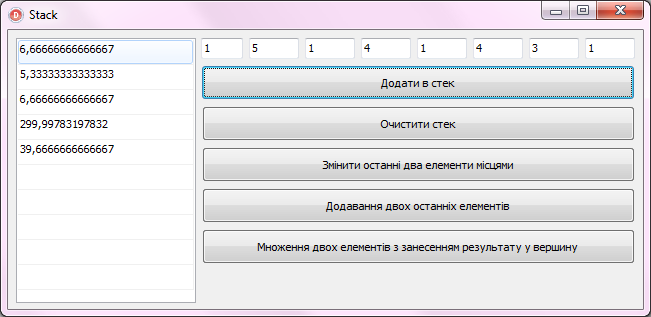 Stack
6,66666666666667
5,33333333333333
6,66666666666667
299,99783197832
39,6666666666667
1 5 1 4 1 4 3 1
Додати в стек
Очистити стек
Змінити останні два елементи місцями
Додавання двох останніх елементів
Множення двох елементів з занесенням результату у вершину